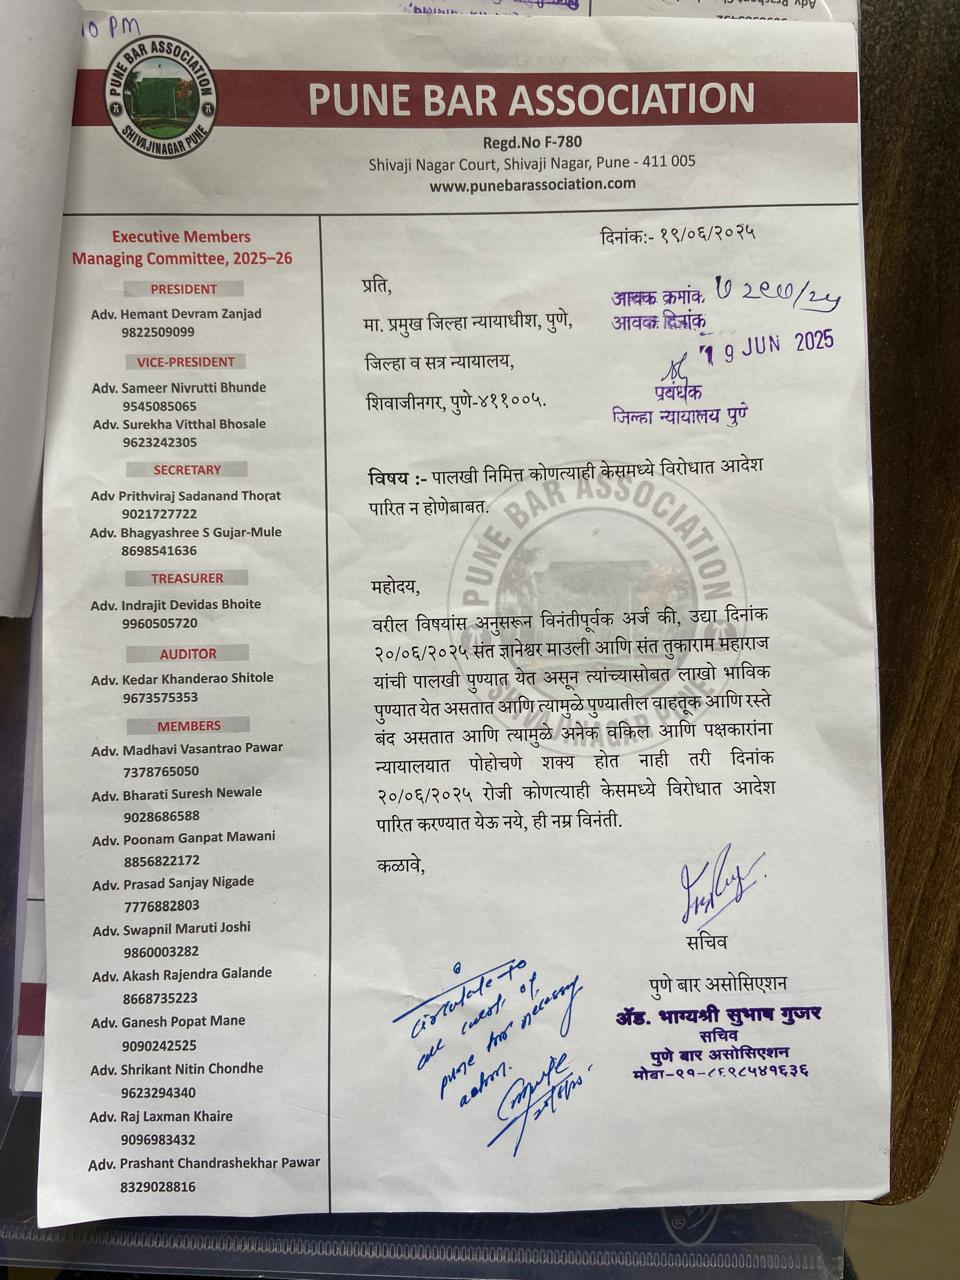 10 PM
PUNE BAR ASSOCIATION
SHIVAJINAGAR PUNE
PUNE BAR ASSOCIATION
Regd.No F-780
Shivaji Nagar Court, Shivaji Nagar, Pune - 411 005
www.punebarassociation.com
Executive Members
Managing Committee, 2025–26
PRESIDENT
Adv. Hemant Devram Zanjad
9822509099
VICE-PRESIDENT
Adv. Sameer Nivrutti Bhunde
9545085065
Adv. Surekha Vitthal Bhosale
9623242305
SECRETARY
Adv Prithviraj Sadanand Thorat
9021727722
Adv. Bhagyashree S Gujar-Mule
8698541636
TREASURER
Adv. Indrajit Devidas Bhoite
9960505720
AUDITOR
Adv. Kedar Khanderao Shitole
9673575353
MEMBERS
Adv. Madhavi Vasantrao Pawar
7378765050
Adv. Bharati Suresh Newale
9028686588
Adv. Poonam Ganpat Mawani
8856822172
Adv. Prasad Sanjay Nigade
7776882803
Adv. Swapnil Maruti Joshi
9860003282
Adv. Akash Rajendra Galande
8668735223
Adv. Ganesh Popat Mane
9090242525
Adv. Shrikant Nitin Chondhe
9623294340
Adv. Raj Laxman Khaire
9096983432
Adv. Prashant Chandrashekhar Pawar
8329028816
दिनांक:- १९/०६/२०२५
प्रति,
मा. प्रमुख जिल्हा न्यायाधीश, पुणे,
जिल्हा व सत्र न्यायालय,
शिवाजीनगर, पुणे-४११००५.
आवक क्रमांक
आवक दिनांक
19 JUN 2025
प्रबंधक
जिल्हा न्यायालय पुणे
विषय :- पालखी निमित्त कोणत्याही केसमध्ये विरोधात आदेश
पारित न होणेबाबत.
महोदय,
वरील विषयांस अनुसरून विनंतीपूर्वक अर्ज की, उद्या दिनांक
२०/०६/२०२५ संत ज्ञानेश्वर माउली आणि संत तुकाराम महाराज
यांची पालखी पुण्यात येत असून त्यांच्यासोबत लाखो भाविक
पुण्यात येत असतात आणि त्यामुळे पुण्यातील वाहतूक आणि रस्ते
बंद असतात आणि त्यामुळे अनेक वकिल आणि पक्षकारांना
न्यायालयात पोहोचणे शक्य होत नाही तरी दिनांक
२०/०६/२०२५ रोजी कोणत्याही केसमध्ये विरोधात आदेश
पारित करण्यात येऊ नये, ही नम्र विनंती.
कळावे,
सचिव
पुणे बार असोसिएशन
ॲड. भाग्यश्री सुभाष गुजर
सचिव
पुणे बार असोसिएशन
मोबा-९१-८६९८५४१६३६
circulate to
all
pune for necessary
action.
PUNE BAR ASSOCIATION
SHIVAJINAGAR PUNE